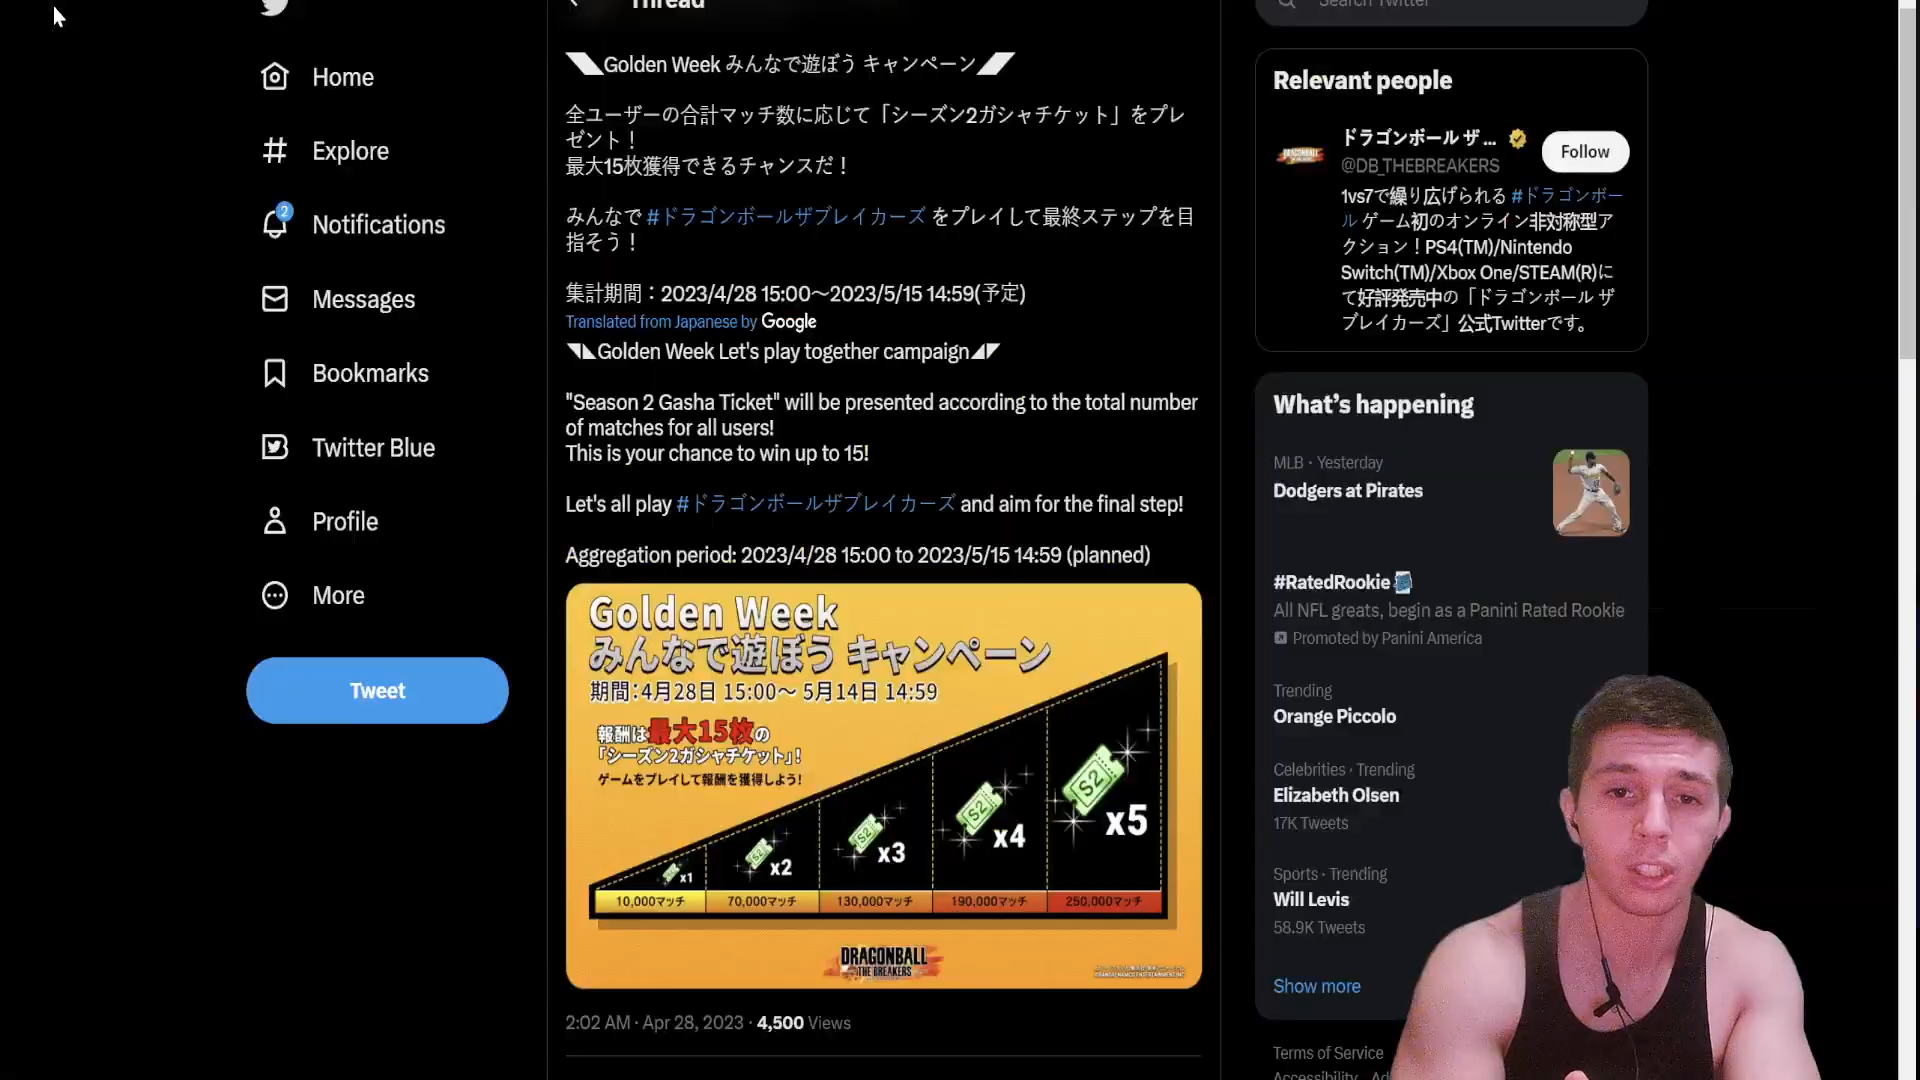 Home
Explore
2
Notifications
Messages
Bookmarks
Twitter Blue
Profile
More
Tweet
Thread
Golden Week みんなで遊ぼう キャンペーン
全ユーザーの合計マッチ数に応じて「シーズン2ガシャチケット」をプレ
ゼント！
最大15枚獲得できるチャンスだ！
みんなで #ドラゴンボールザブレイカーズ をプレイして最終ステップを目
指そう！
集計期間：2023/4/28 15:00〜2023/5/15 14:59(予定)
Translated from Japanese by Google
Golden Week Let's play together campaign
"Season 2 Gasha Ticket" will be presented according to the total number
of matches for all users!
This is your chance to win up to 15!
Let's all play #ドラゴンボールザブレイカーズ and aim for the final step!
Aggregation period: 2023/4/28 15:00 to 2023/5/15 14:59 (planned)
Golden Week
みんなで遊ぼう キャンペーン
期間:4月28日 15:00〜 5月14日 14:59
報酬は最大15枚の
「シーズン2ガシャチケット」!
ゲームをプレイして報酬を獲得しよう!
S2 x1
S2 x2
S2 x3
S2 x4
S2 x5
10,000マッチ
70,000マッチ
130,000マッチ
190,000マッチ
250,000マッチ
DRAGONBALL
THE BREAKERS
2:02 AM · Apr 28, 2023 · 4,500 Views
Search Twitter
Relevant people
ドラゴンボール ザ ...
@DB_THEBREAKERS
Follow
1vs7で繰り広げられる #ドラゴンボー
ル ゲーム初のオンライン非対称型ア
クション！PS4(TM)/Nintendo
Switch(TM)/Xbox One/STEAM(R)に
て好評発売中の「ドラゴンボール ザ
ブレイカーズ」公式Twitterです。
What's happening
MLB · Yesterday
Dodgers at Pirates
#RatedRookie
All NFL greats, begin as a Panini Rated Rookie
Promoted by Panini America
Trending
Orange Piccolo
Celebrities · Trending
Elizabeth Olsen
17K Tweets
Sports · Trending
Will Levis
58.9K Tweets
Show more
Terms of Service